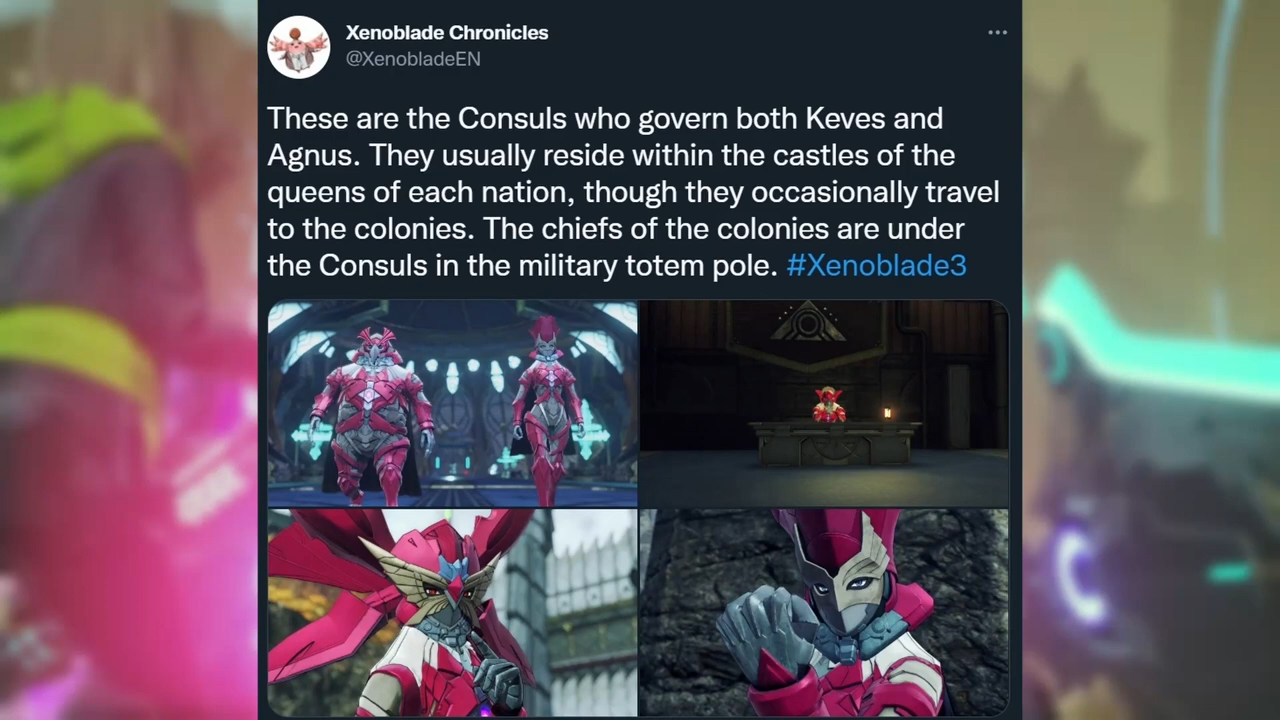 Xenoblade Chronicles
@XenobladeEN
These are the Consuls who govern both Keves and
Agnus. They usually reside within the castles of the
queens of each nation, though they occasionally travel
to the colonies. The chiefs of the colonies are under
the Consuls in the military totem pole. #Xenoblade3